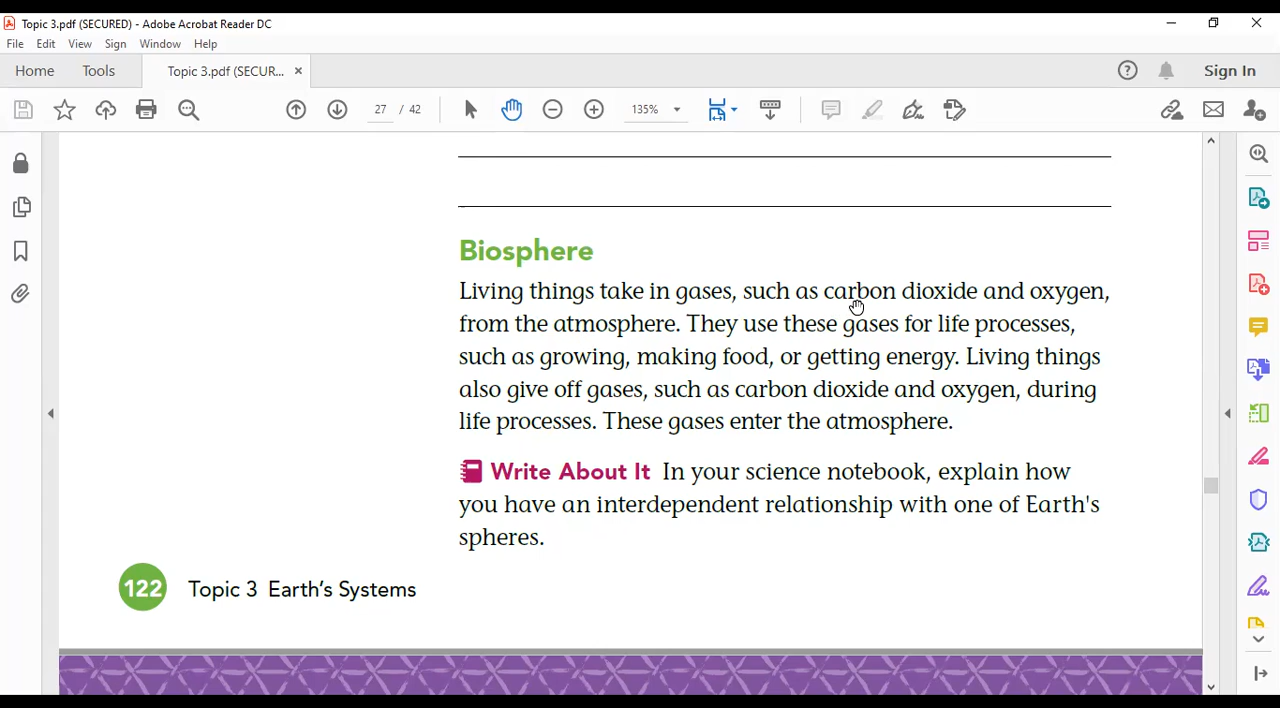 Topic 3.pdf (SECURED) - Adobe Acrobat Reader DC
File Edit View Sign Window Help
Home Tools Topic 3.pdf (SECUR... × Sign In
27 / 42 135%
Biosphere
Living things take in gases, such as carbon dioxide and oxygen,
from the atmosphere. They use these gases for life processes,
such as growing, making food, or getting energy. Living things
also give off gases, such as carbon dioxide and oxygen, during
life processes. These gases enter the atmosphere.
Write About It In your science notebook, explain how
you have an interdependent relationship with one of Earth's
spheres.
122 Topic 3 Earth's Systems